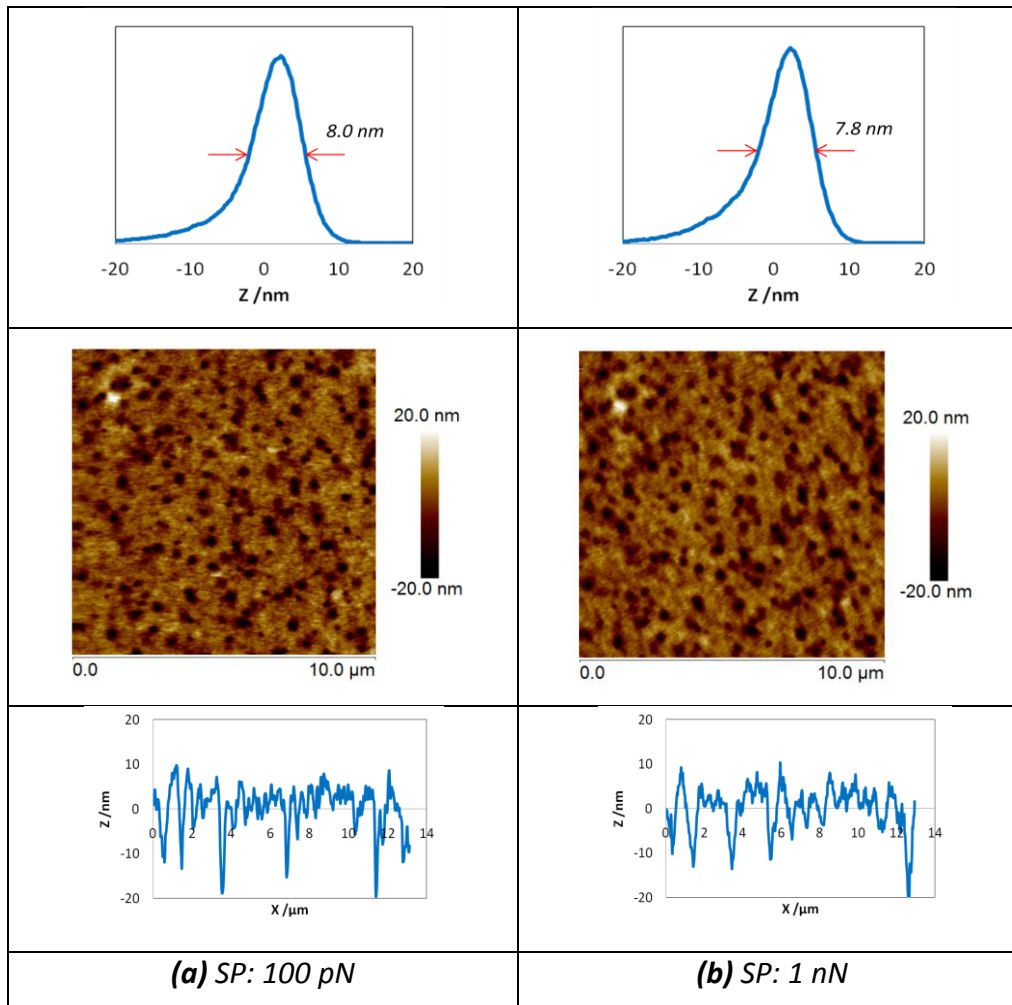 8.0 nm
-20 -10 0 10 20
Z /nm
7.8 nm
-20 -10 0 10 20
Z /nm
20.0 nm
-20.0 nm
0.0 10.0 µm
20.0 nm
-20.0 nm
0.0 10.0 µm
20
10
0
-10
-20
0 2 4 6 8 10 12 14
Z /nm
X /µm
20
10
0
-10
-20
0 2 4 6 8 10 12 14
Z /nm
X /µm
(a) SP: 100 pN
(b) SP: 1 nN